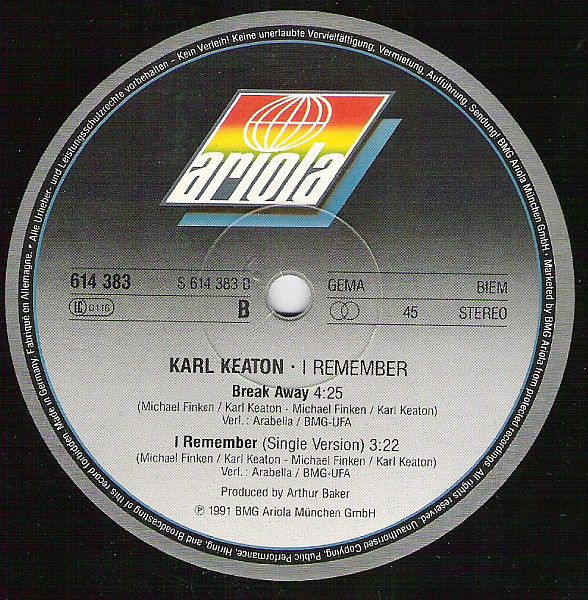 ariola
614 383
S 614 383 B
GEMA
BIEM
LC 0116
B
45
STEREO
KARL KEATON · I REMEMBER
Break Away 4:25
(Michael Finken / Karl Keaton - Michael Finken / Karl Keaton)
Verl.: Arabella / BMG-UFA
I Remember (Single Version) 3:22
(Michael Finken / Karl Keaton - Michael Finken / Karl Keaton)
Verl.: Arabella / BMG-UFA
Produced by Arthur Baker
℗ 1991 BMG Ariola München GmbH
Made in Germany. Fabriqué en Allemagne. • Alle Urheber- und Leistungsschutzrechte vorbehalten – Kein Verleih! Keine unerlaubte Vervielfältigung, Vermietung, Aufführung, Sendung! BMG Ariola München GmbH · Marketed by BMG Ariola from protected recordings. All rights reserved. Unauthorised Copying, Public Performance, Hiring, and Broadcasting of this record forbidden